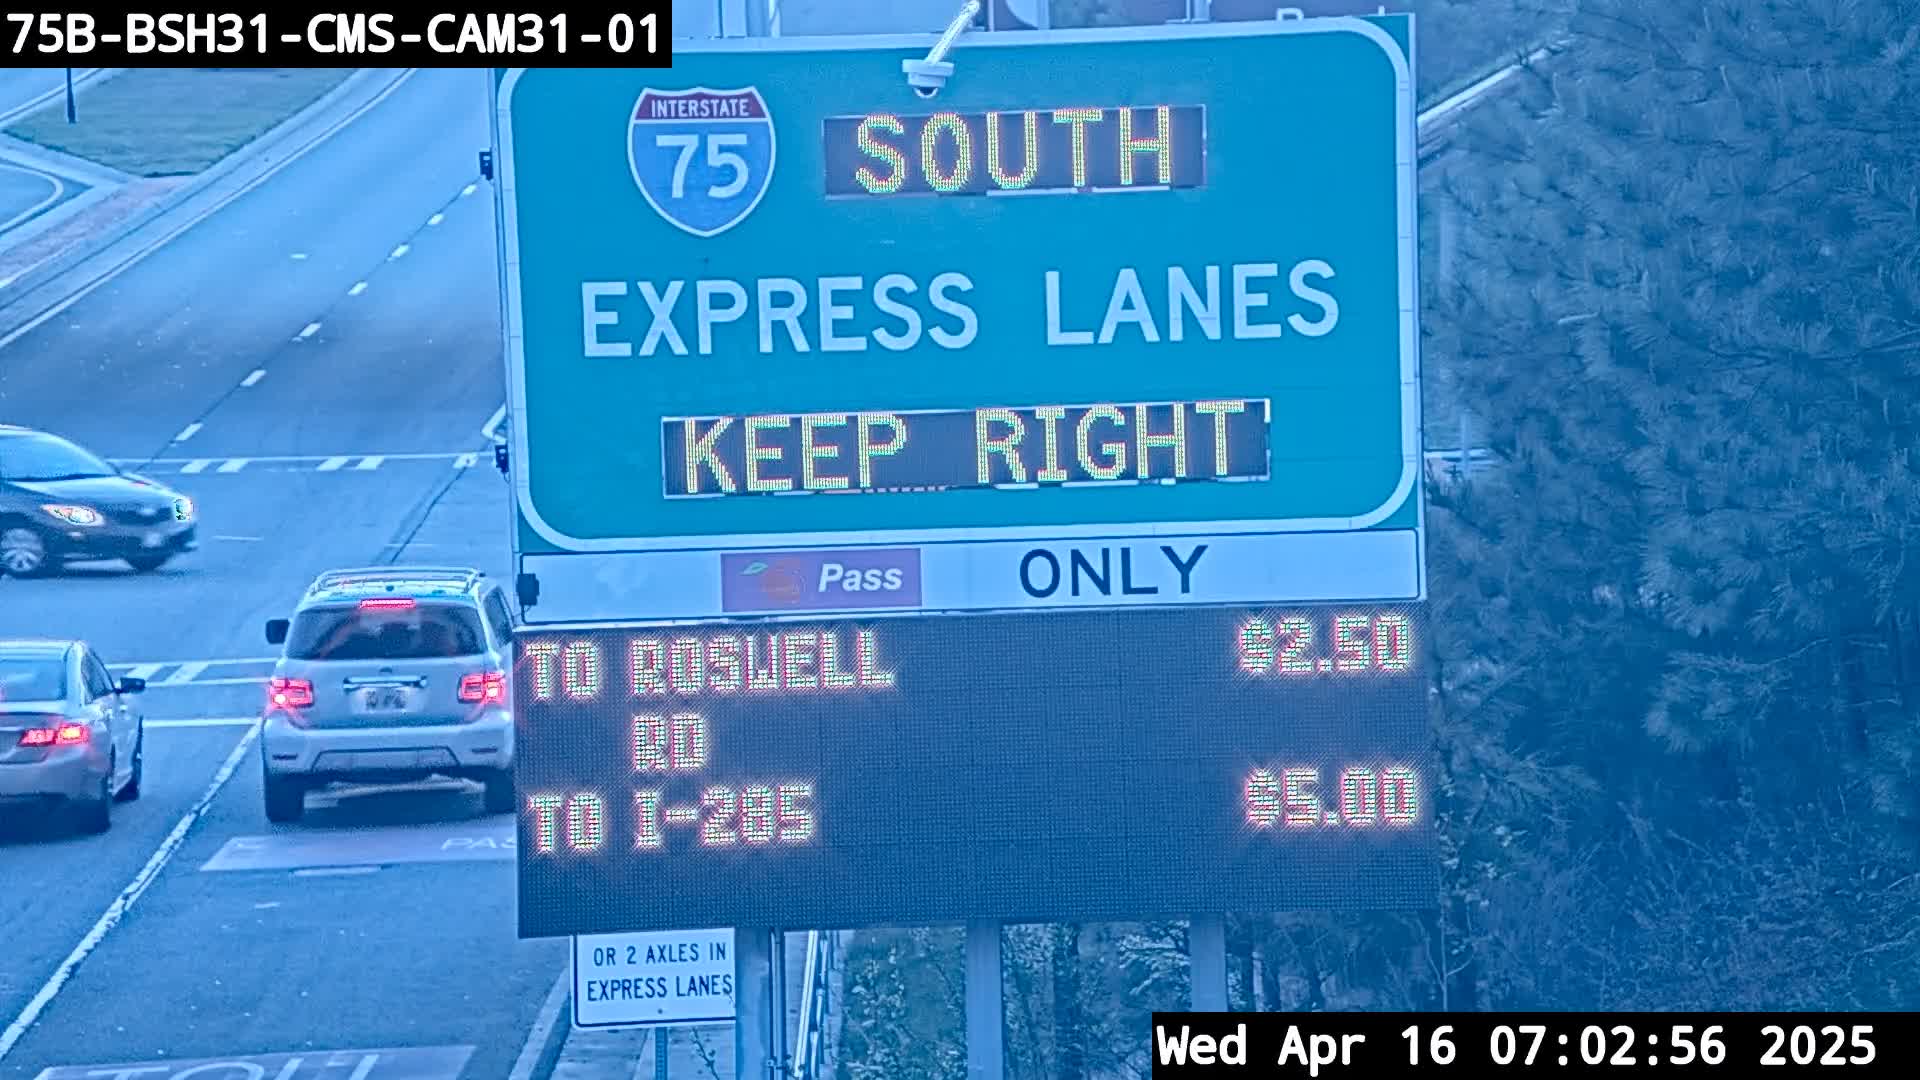 75B-BSH31-CMS-CAM31-01
INTERSTATE
75
SOUTH
EXPRESS LANES
KEEP RIGHT
Pass ONLY
TO ROSWELL $2.50
RD
TO I-285 $5.00
OR 2 AXLES IN
EXPRESS LANES
Wed Apr 16 07:02:56 2025